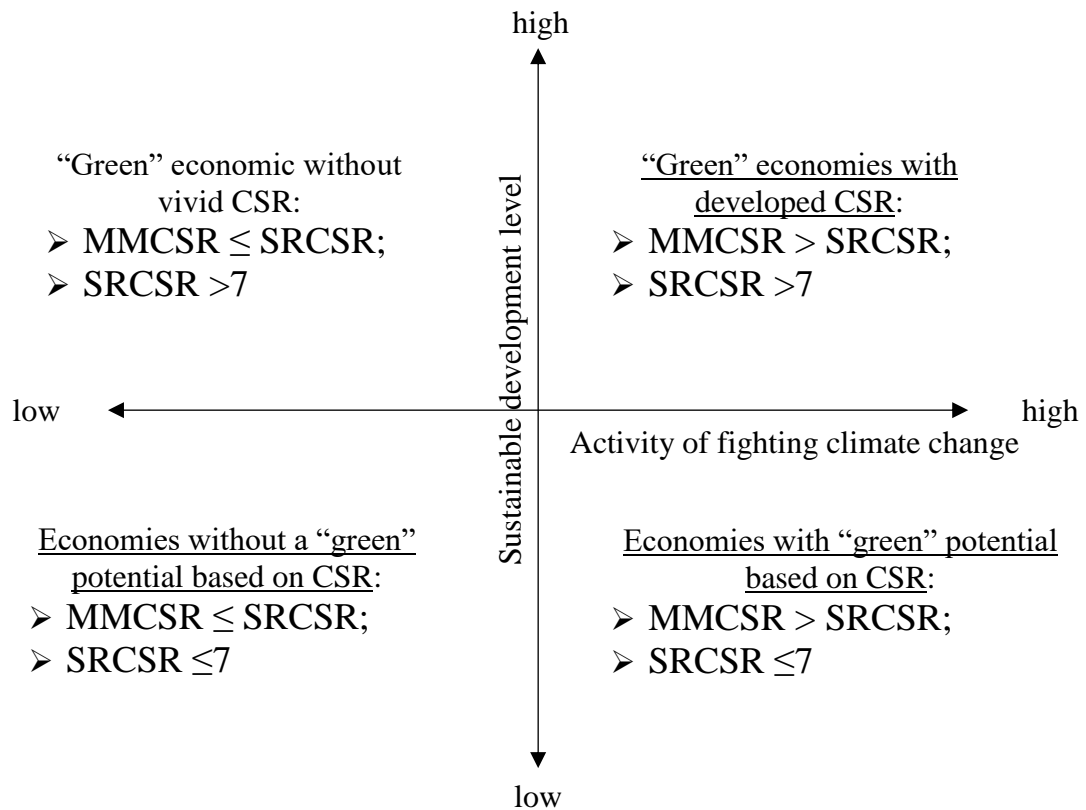 high
“Green” economic without
vivid CSR:
➢ MMCSR ≤ SRCSR;
➢ SRCSR >7
“Green” economies with
developed CSR:
➢ MMCSR > SRCSR;
➢ SRCSR >7
Sustainable development level
low
high
Activity of fighting climate change
Economies without a “green”
potential based on CSR:
➢ MMCSR ≤ SRCSR;
➢ SRCSR ≤7
Economies with “green” potential
based on CSR:
➢ MMCSR > SRCSR;
➢ SRCSR ≤7
low